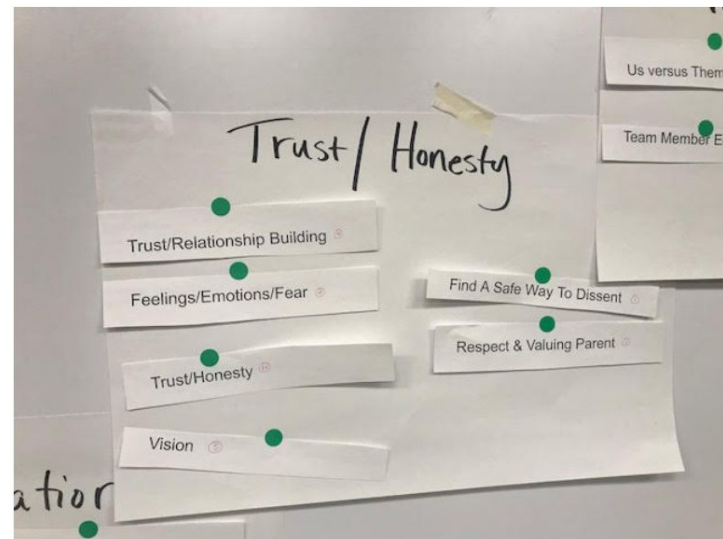 Trust/ Honesty
Trust/Relationship Building
Feelings/Emotions/Fear
Trust/Honesty
Vision
Find A Safe Way To Dissent
Respect & Valuing Parent
Us versus Them
Team Member E
atior